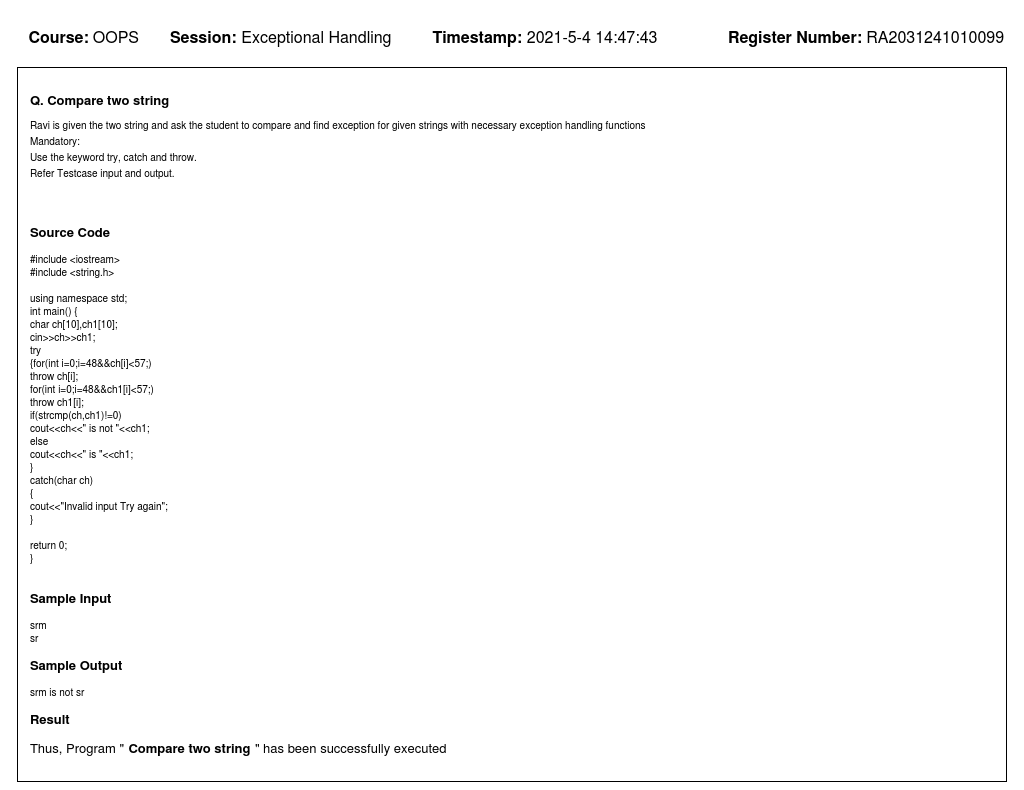 Course: OOPS Session: Exceptional Handling Timestamp: 2021-5-4 14:47:43 Register Number: RA2031241010099
Q. Compare two string
Ravi is given the two string and ask the student to compare and find exception for given strings with necessary exception handling functions
Mandatory:
Use the keyword try, catch and throw.
Refer Testcase input and output.
Source Code
#include <iostream>
#include <string.h>
using namespace std;
int main() {
char ch[10],ch1[10];
cin>>ch>>ch1;
try
{for(int i=0;i=48&&ch[i]<57;)
throw ch[i];
for(int i=0;i=48&&ch1[i]<57;)
throw ch1[i];
if(strcmp(ch,ch1)!=0)
cout<<ch<<" is not "<<ch1;
else
cout<<ch<<" is "<<ch1;
}
catch(char ch)
{
cout<<"Invalid input Try again";
}
return 0;
}
Sample Input
srm
sr
Sample Output
srm is not sr
Result
Thus, Program " Compare two string " has been successfully executed